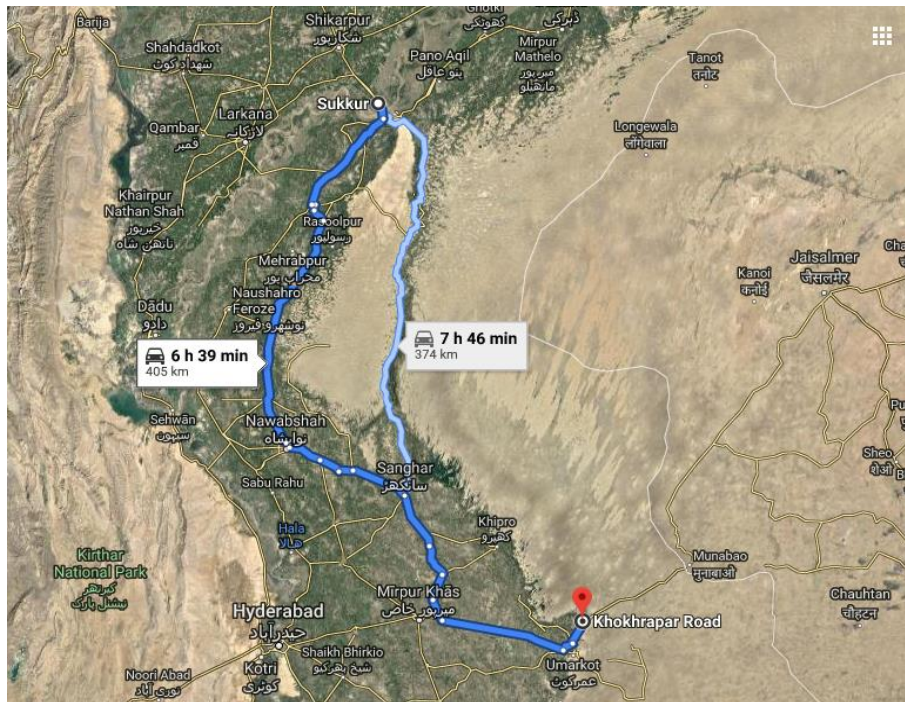 Barija
Shikarpur
شكارپور
Ghotki
گھوٹکی
ڈہرکی
Shahdadkot
شهداد کوٹ
Pano Aqil
پنو عاقل
Mirpur
Mathelo
میرپور
ماتھیلو
Tanot
तनोट
Sukkur
Larkana
لاڑکانہ
Qambar
قمبر
Longewala
लोंगेवाला
Khairpur
Nathan Shah
خیرپور
ناتھن شاہ
Rasoolpur
رسولپور
Mehrabpur
محراب پور
Kanoi
कनोई
Jaisalmer
जैसलमेर
Dādu
دادو
Naushahro
Feroze
نوشہرو فیروز
6 h 39 min
405 km
7 h 46 min
374 km
Sehwān
سیہون
Nawabshah
نوابشاہ
Sanghar
سانگھڑ
Sabu Rahu
Sheo
शेओ
Hala
ہالا
Khipro
کھپرو
Kirthar
National Park
کیرتھر
نیشنل پارک
Munabao
मुनाबाओ
Mīrpur Khās
میرپور خاص
Chauhtan
चौहटन
Hyderabad
حیدرآباد
Khokhrapar Road
Shaikh Bhirkio
شیخ بھرکیو
Kotri
کوٹری
Umarkot
عمرکوٹ
Noori Abad
نوری آباد